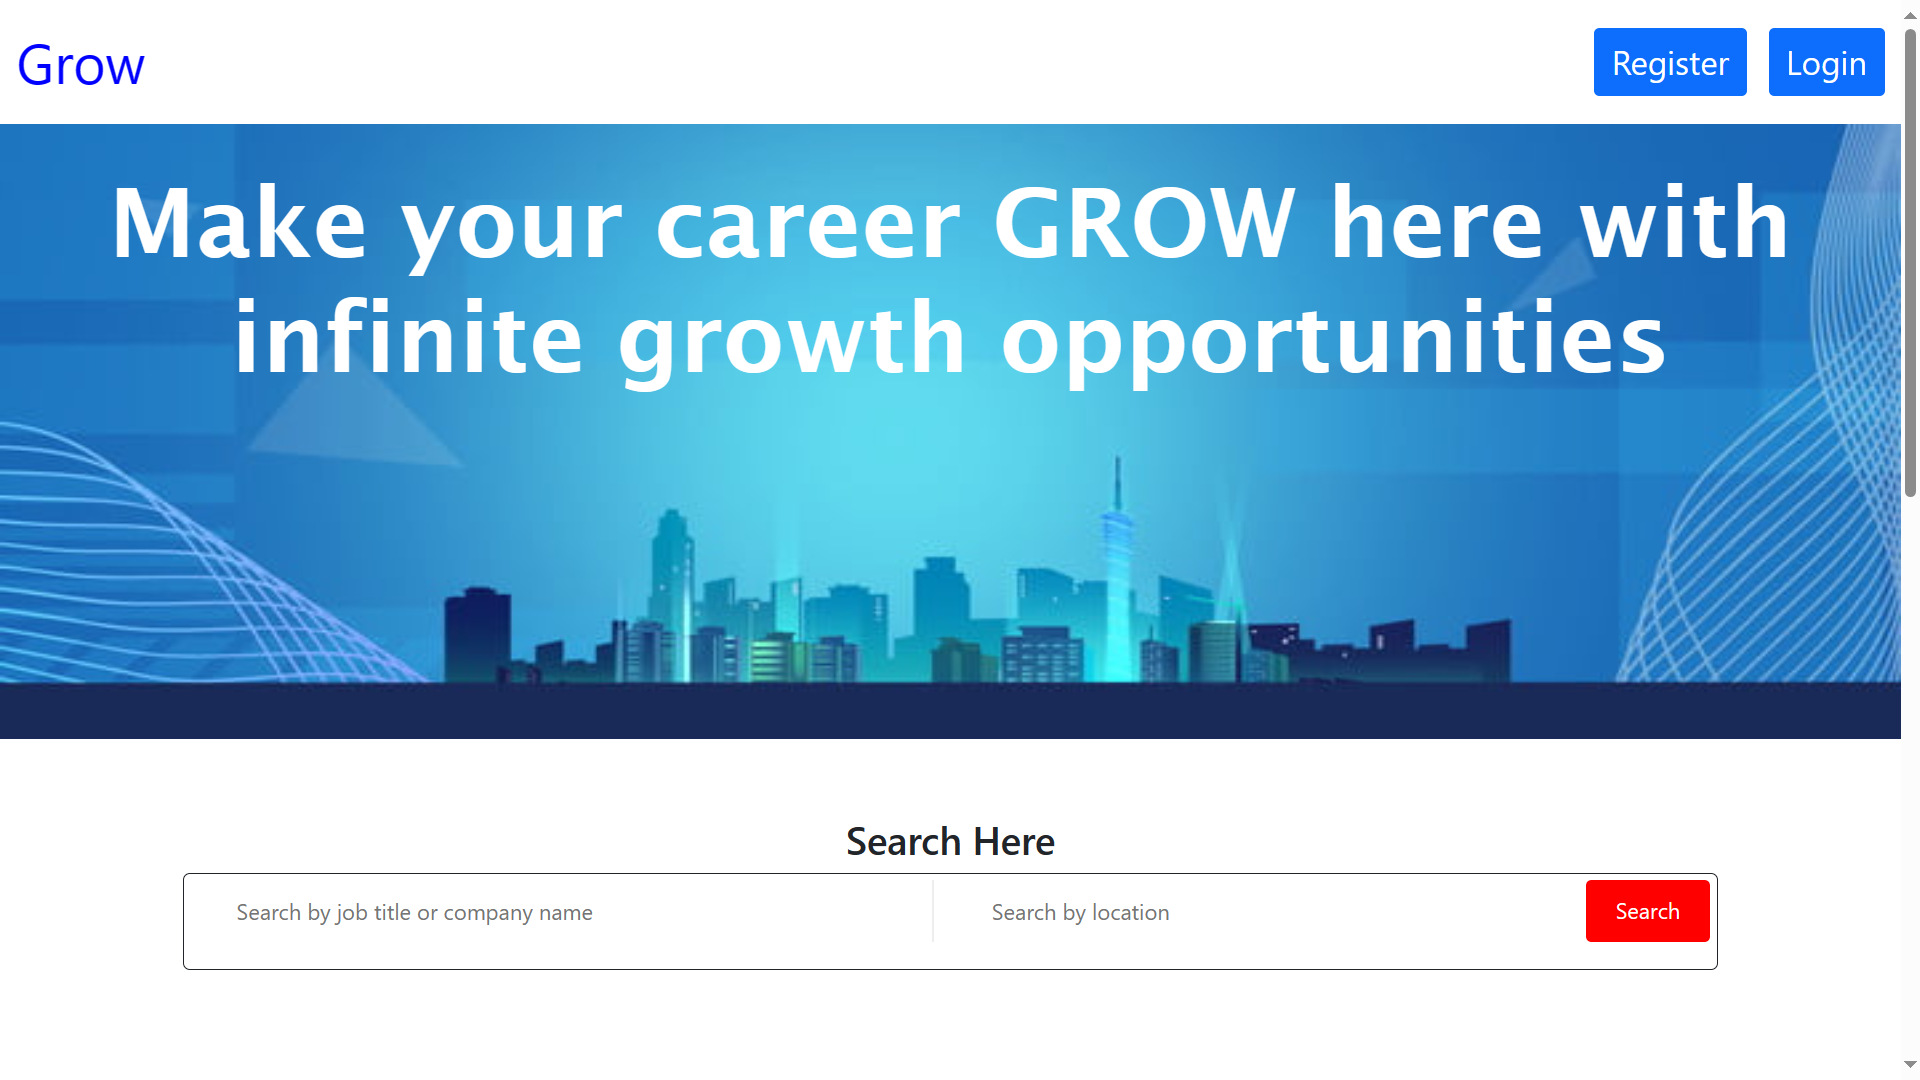 Grow
Register
Login
Make your career GROW here with
infinite growth opportunities
Search Here
Search by job title or company name
Search by location
Search